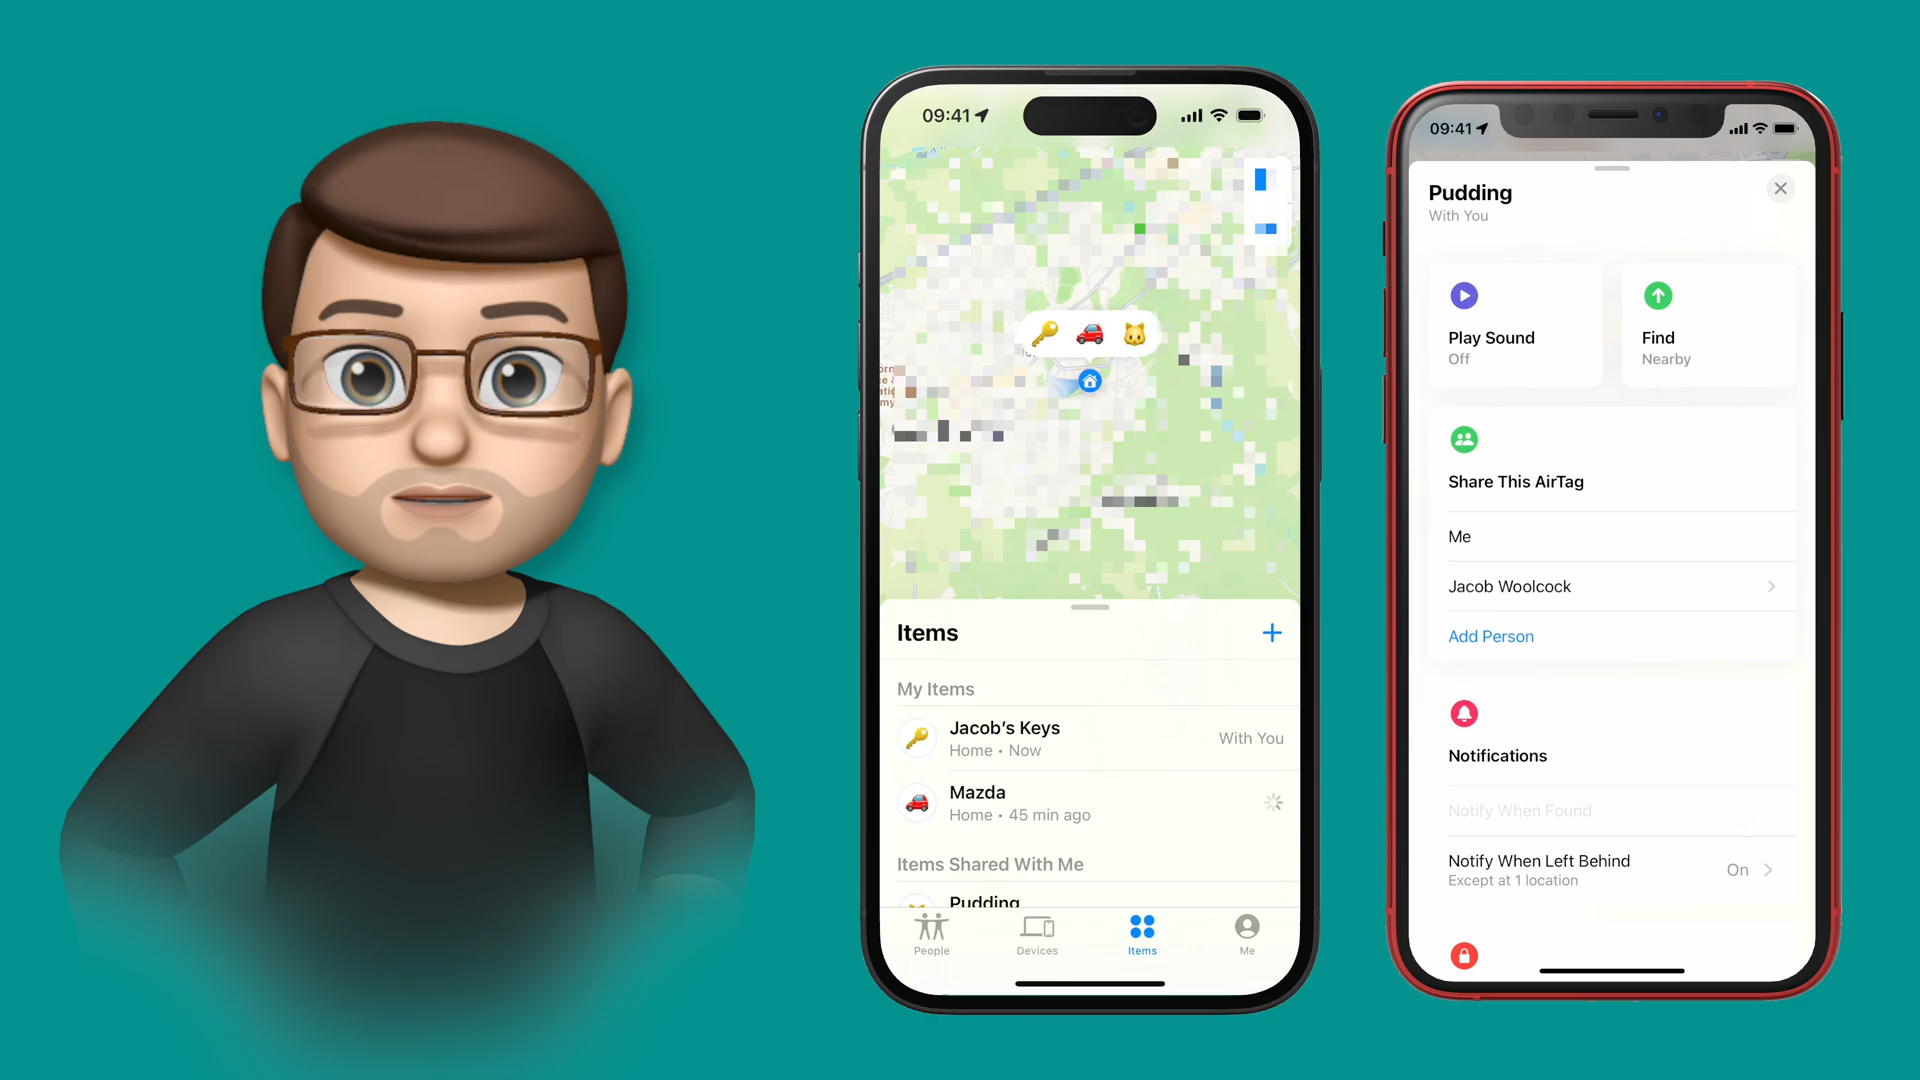 09:41
Items
My Items
Jacob's Keys
Home • Now
With You
Mazda
Home • 45 min ago
Items Shared With Me
Pudding
People
Devices
Items
Me
09:41
Pudding
With You
Play Sound
Off
Find
Nearby
Share This AirTag
Me
Jacob Woolcock
Add Person
Notifications
Notify When Found
Notify When Left Behind
Except at 1 location
On